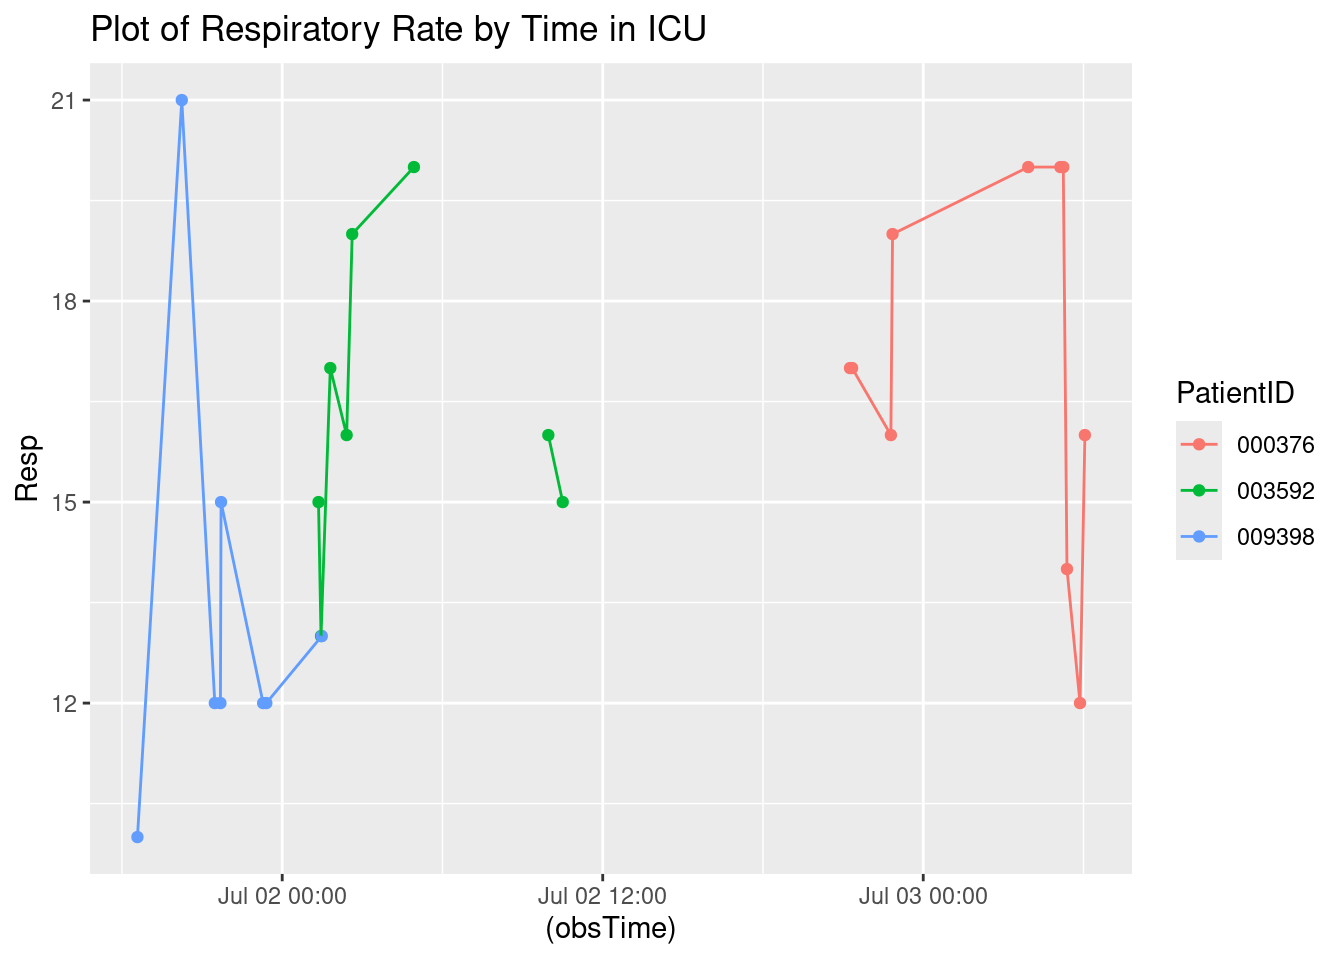 Plot of Respiratory Rate by Time in ICU
21
18
15
12
Resp
Jul 02 00:00
Jul 02 12:00
Jul 03 00:00
(obsTime)
PatientID
000376
003592
009398